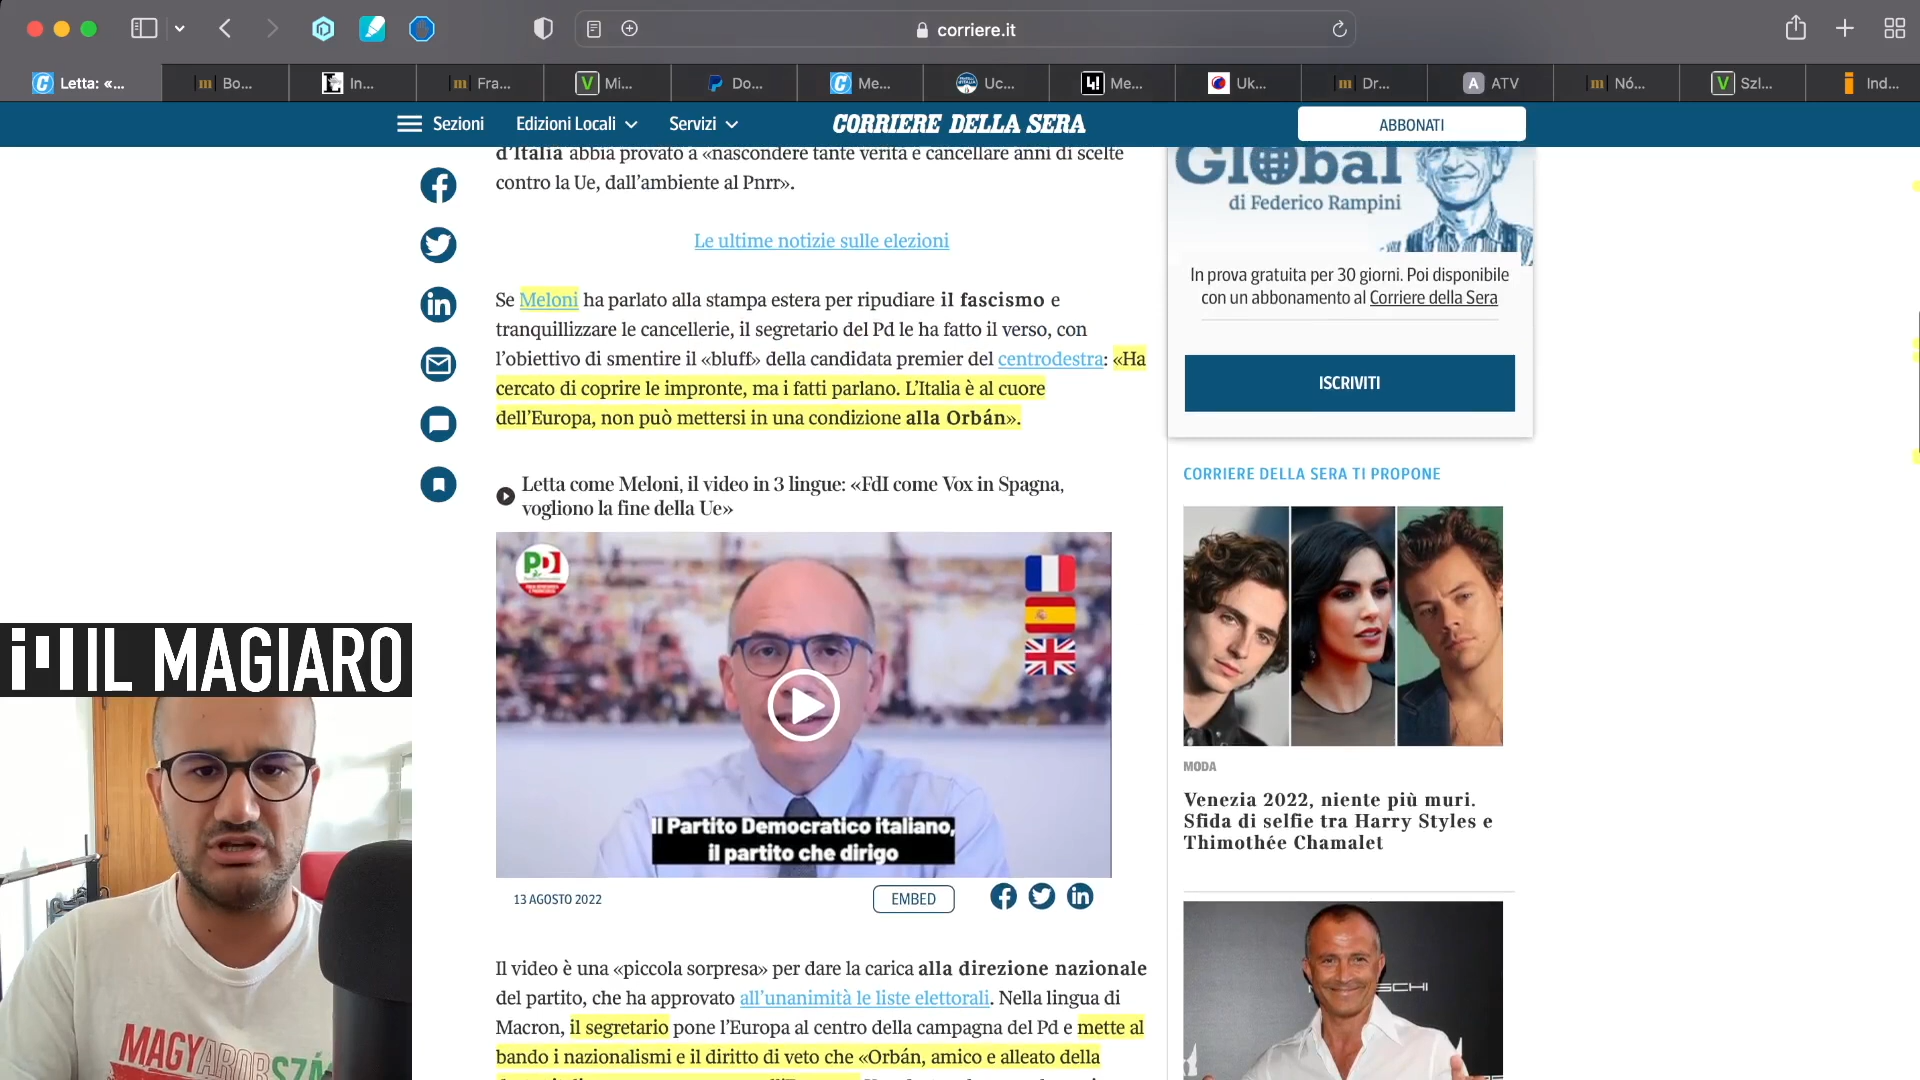 corriere.it
Letta: «...
Bo...
In...
Fra...
Mi...
Do...
Me...
Uc...
Me...
Uk...
Dr...
ATV
Nó...
Szl...
Ind...
Sezioni
Edizioni Locali
Servizi
CORRIERE DELLA SERA
ABBONATI
d'Italia abbia provato a «nascondere tante verità e cancellare anni di scelte
contro la Ue, dall'ambiente al Pnrr».
Le ultime notizie sulle elezioni
Se Meloni ha parlato alla stampa estera per ripudiare il fascismo e
tranquillizzare le cancellerie, il segretario del Pd le ha fatto il verso, con
l'obiettivo di smentire il «bluff» della candidata premier del centrodestra: «Ha
cercato di coprire le impronte, ma i fatti parlano. L'Italia è al cuore
dell'Europa, non può mettersi in una condizione alla Orbán».
Letta come Meloni, il video in 3 lingue: «FdI come Vox in Spagna,
vogliono la fine della Ue»
PD
Il Partito Democratico italiano,
il partito che dirigo
13 AGOSTO 2022
EMBED
Il video è una «piccola sorpresa» per dare la carica alla direzione nazionale
del partito, che ha approvato all'unanimità le liste elettorali. Nella lingua di
Macron, il segretario pone l'Europa al centro della campagna del Pd e mette al
bando i nazionalismi e il diritto di veto che «Orbán, amico e alleato della
Global
di Federico Rampini
In prova gratuita per 30 giorni. Poi disponibile
con un abbonamento al Corriere della Sera
ISCRIVITI
CORRIERE DELLA SERA TI PROPONE
MODA
Venezia 2022, niente più muri.
Sfida di selfie tra Harry Styles e
Thimothée Chamalet
IL MAGIARO
MAGYARORSZÁ